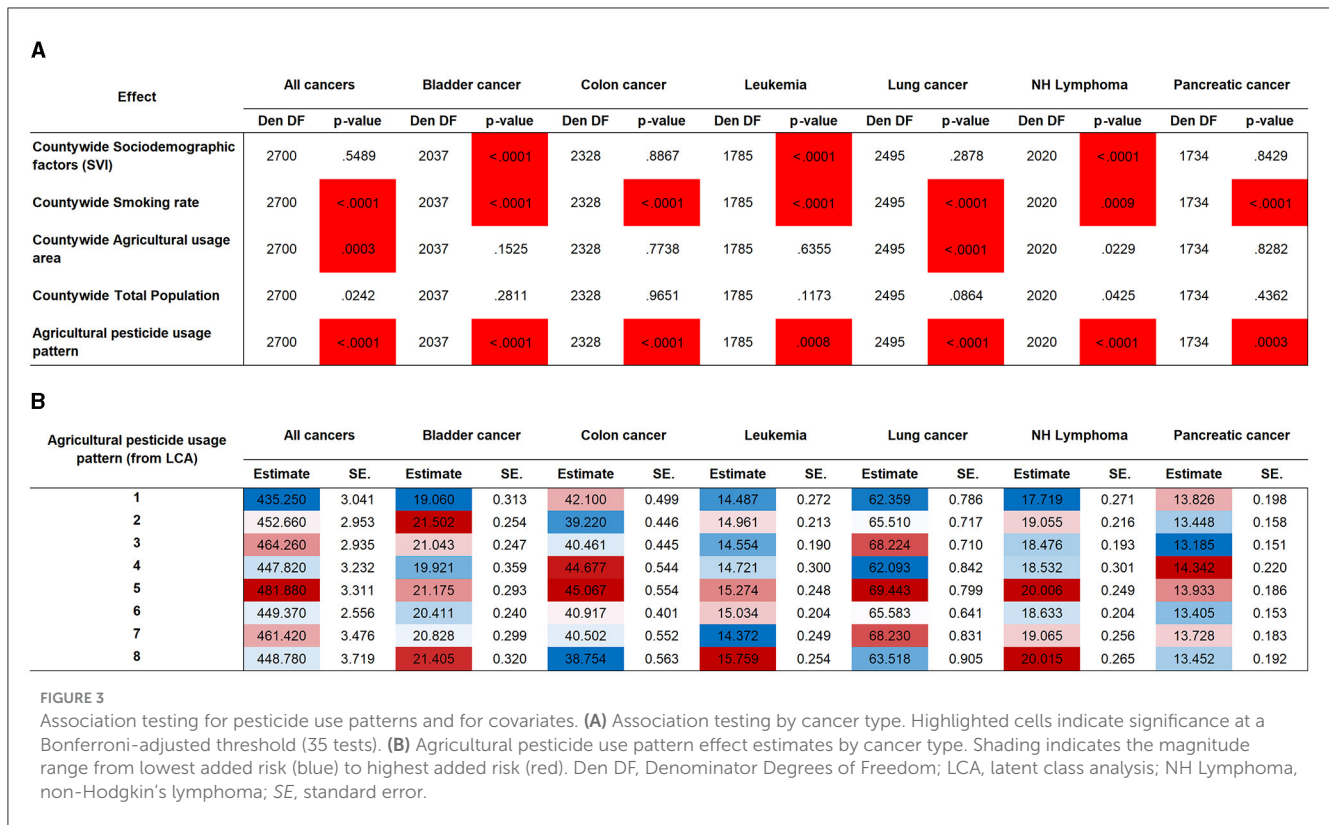 A
Effect All cancers Bladder cancer Colon cancer Leukemia Lung cancer NH Lymphoma Pancreatic cancer
Den DF p-value Den DF p-value Den DF p-value Den DF p-value Den DF p-value Den DF p-value Den DF p-value
Countywide Sociodemographic factors (SVI) 2700 .5489 2037 <.0001 2328 .8867 1785 <.0001 2495 .2878 2020 <.0001 1734 .8429
Countywide Smoking rate 2700 <.0001 2037 <.0001 2328 <.0001 1785 <.0001 2495 <.0001 2020 .0009 1734 <.0001
Countywide Agricultural usage area 2700 .0003 2037 .1525 2328 .7738 1785 .6355 2495 <.0001 2020 .0229 1734 .8282
Countywide Total Population 2700 .0242 2037 .2811 2328 .9651 1785 .1173 2495 .0864 2020 .0425 1734 .4362
Agricultural pesticide usage pattern 2700 <.0001 2037 <.0001 2328 <.0001 1785 .0008 2495 <.0001 2020 <.0001 1734 .0003
B
Agricultural pesticide usage pattern (from LCA) All cancers Bladder cancer Colon cancer Leukemia Lung cancer NH Lymphoma Pancreatic cancer
Estimate SE. Estimate SE. Estimate SE. Estimate SE. Estimate SE. Estimate SE. Estimate SE.
1 435.250 3.041 19.060 0.313 42.100 0.499 14.487 0.272 62.359 0.786 17.719 0.271 13.826 0.198
2 452.660 2.953 21.502 0.254 39.220 0.446 14.961 0.213 65.510 0.717 19.055 0.216 13.448 0.158
3 464.260 2.935 21.043 0.247 40.461 0.445 14.554 0.190 68.224 0.710 18.476 0.193 13.185 0.151
4 447.820 3.232 19.921 0.359 44.677 0.544 14.721 0.300 62.093 0.842 18.532 0.301 14.342 0.220
5 481.880 3.311 21.175 0.293 45.067 0.554 15.274 0.248 69.443 0.799 20.006 0.249 13.933 0.186
6 449.370 2.556 20.411 0.240 40.917 0.401 15.034 0.204 65.583 0.641 18.633 0.204 13.405 0.153
7 461.420 3.476 20.828 0.299 40.502 0.552 14.372 0.249 68.230 0.831 19.065 0.256 13.728 0.183
8 448.780 3.719 21.405 0.320 38.754 0.563 15.759 0.254 63.518 0.905 20.015 0.265 13.452 0.192
FIGURE 3
Association testing for pesticide use patterns and for covariates. (A) Association testing by cancer type. Highlighted cells indicate significance at a
Bonferroni-adjusted threshold (35 tests). (B) Agricultural pesticide use pattern effect estimates by cancer type. Shading indicates the magnitude
range from lowest added risk (blue) to highest added risk (red). Den DF, Denominator Degrees of Freedom; LCA, latent class analysis; NH Lymphoma,
non-Hodgkin's lymphoma; SE, standard error.